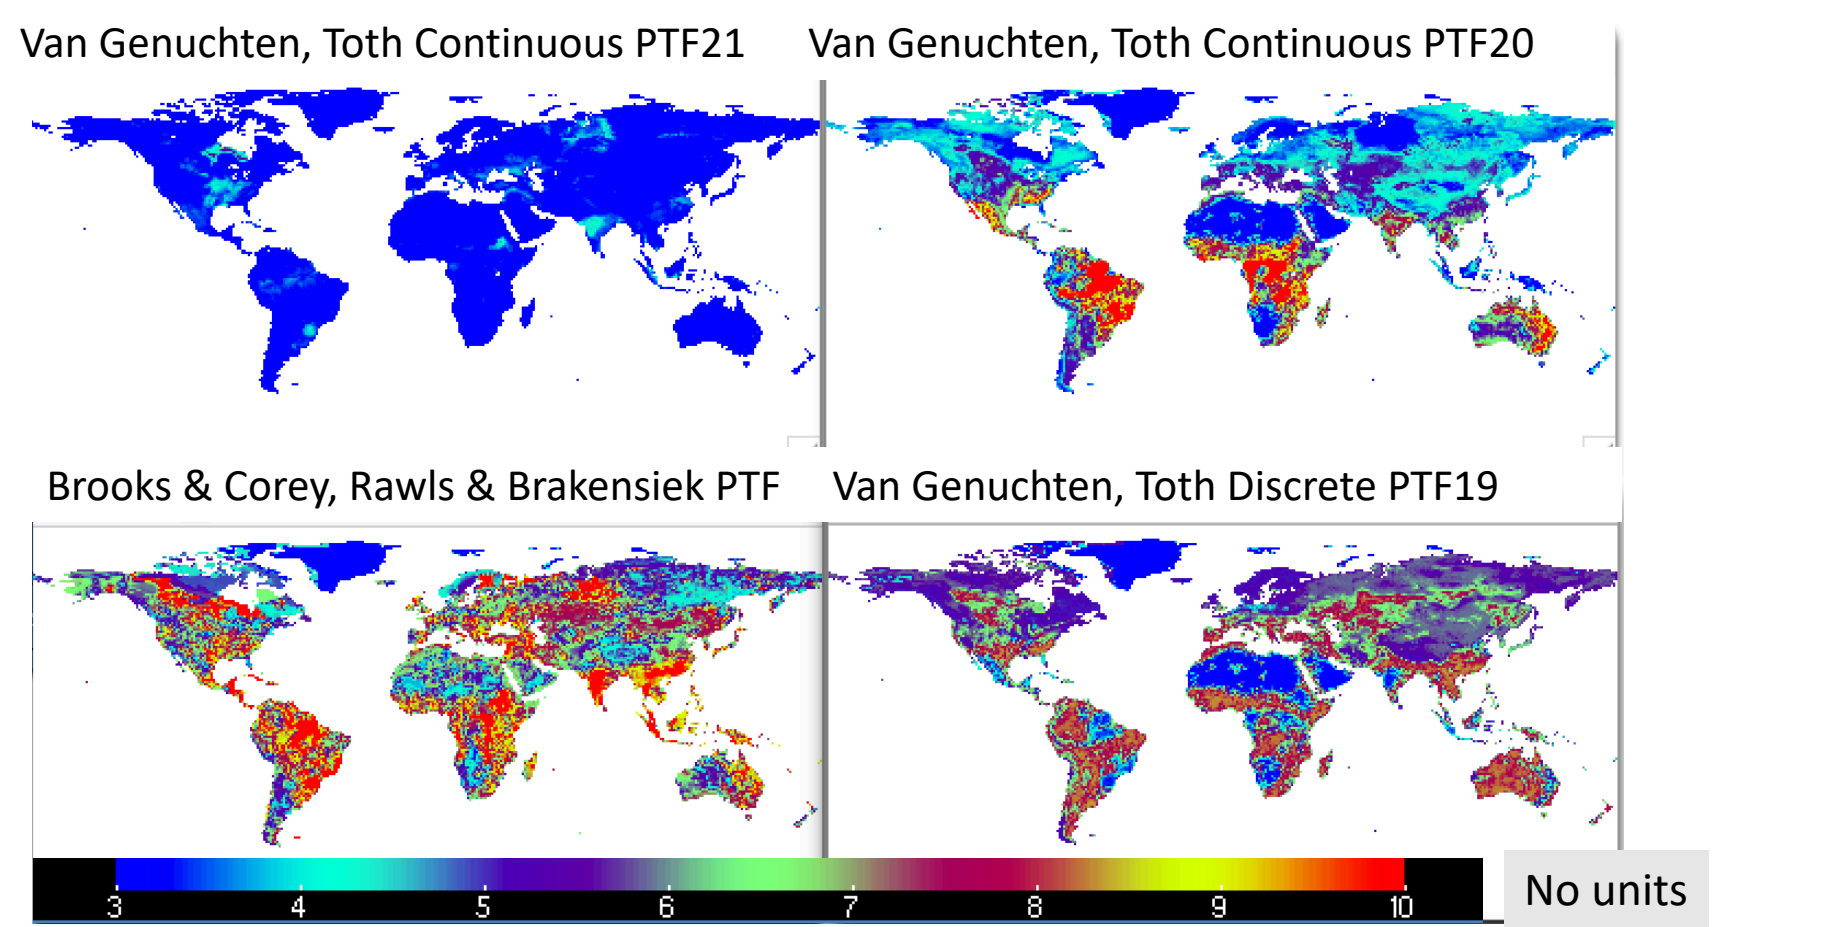 Van Genuchten, Toth Continuous PTF21
Van Genuchten, Toth Continuous PTF20
Brooks & Corey, Rawls & Brakensiek PTF
Van Genuchten, Toth Discrete PTF19
3 4 5 6 7 8 9 10
No units